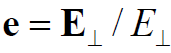 e = E⊥ / E⊥